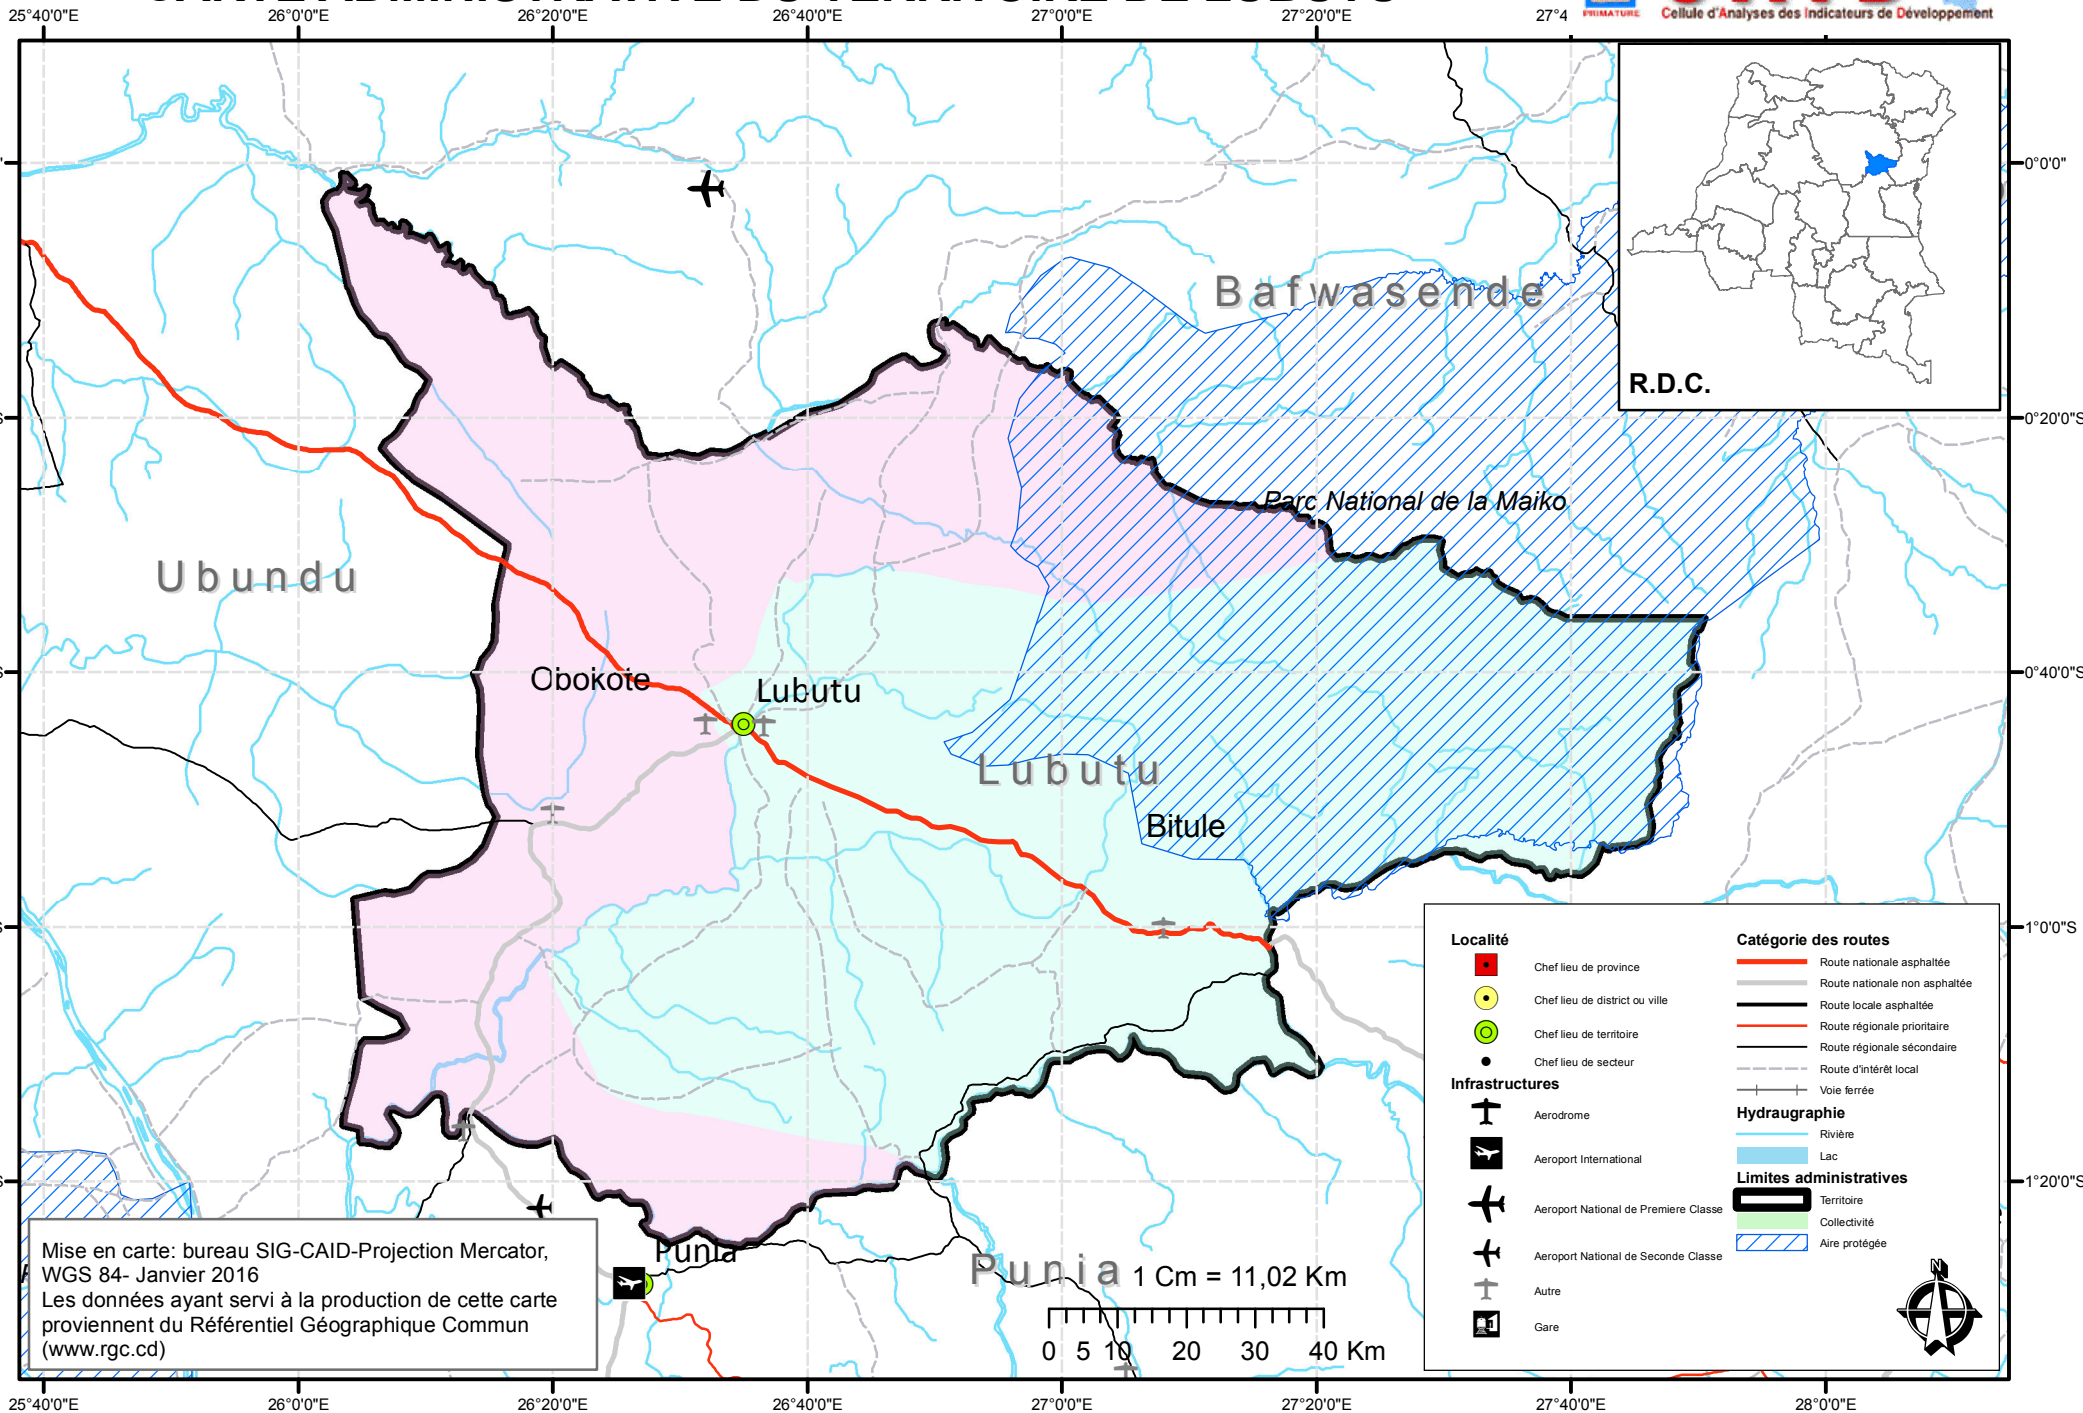 25°40'0"E 26°0'0"E 26°20'0"E 26°40'0"E 27°0'0"E 27°20'0"E 27°4
PRIMATURE
Cellule d'Analyses des Indicateurs de Développement
R.D.C.
0°0'0"
0°20'0"S
0°40'0"S
1°0'0"S
1°20'0"S
Bafwasende
Parc National de la Maiko
Ubundu
Obokote
Lubutu
Lubutu
Bitule
Punia
Punia
1 Cm = 11,02 Km
0 5 10 20 30 40 Km
Mise en carte: bureau SIG-CAID-Projection Mercator,
WGS 84- Janvier 2016
Les données ayant servi à la production de cette carte
proviennent du Référentiel Géographique Commun
(www.rgc.cd)
Localité
Chef lieu de province
Chef lieu de district ou ville
Chef lieu de territoire
Chef lieu de secteur
Infrastructures
Aerodrome
Aeroport International
Aeroport National de Premiere Classe
Aeroport National de Seconde Classe
Autre
Gare
Catégorie des routes
Route nationale asphaltée
Route nationale non asphaltée
Route locale asphaltée
Route régionale prioritaire
Route régionale sécondaire
Route d'intérêt local
Voie ferrée
Hydraugraphie
Rivière
Lac
Limites administratives
Territoire
Collectivité
Aire protégée
N
25°40'0"E 26°0'0"E 26°20'0"E 26°40'0"E 27°0'0"E 27°20'0"E 27°40'0"E 28°0'0"E